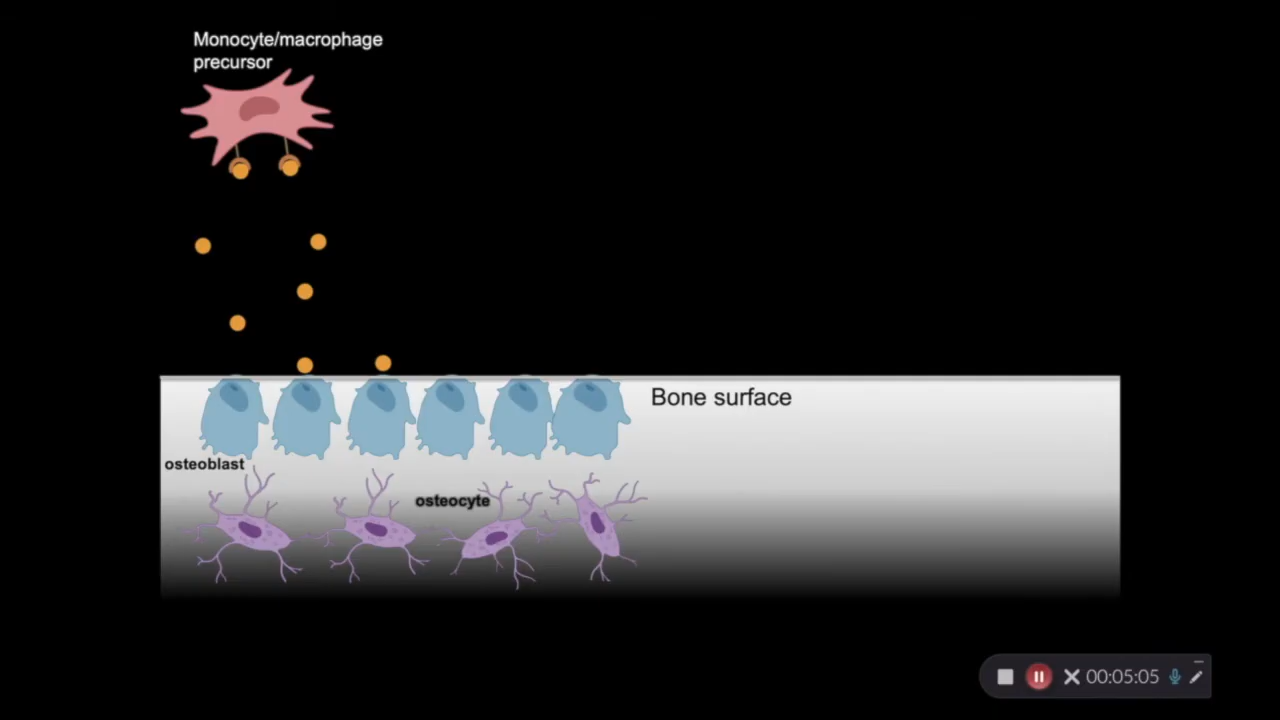 Monocyte/macrophage
precursor
Bone surface
osteoblast
osteocyte
00:05:05